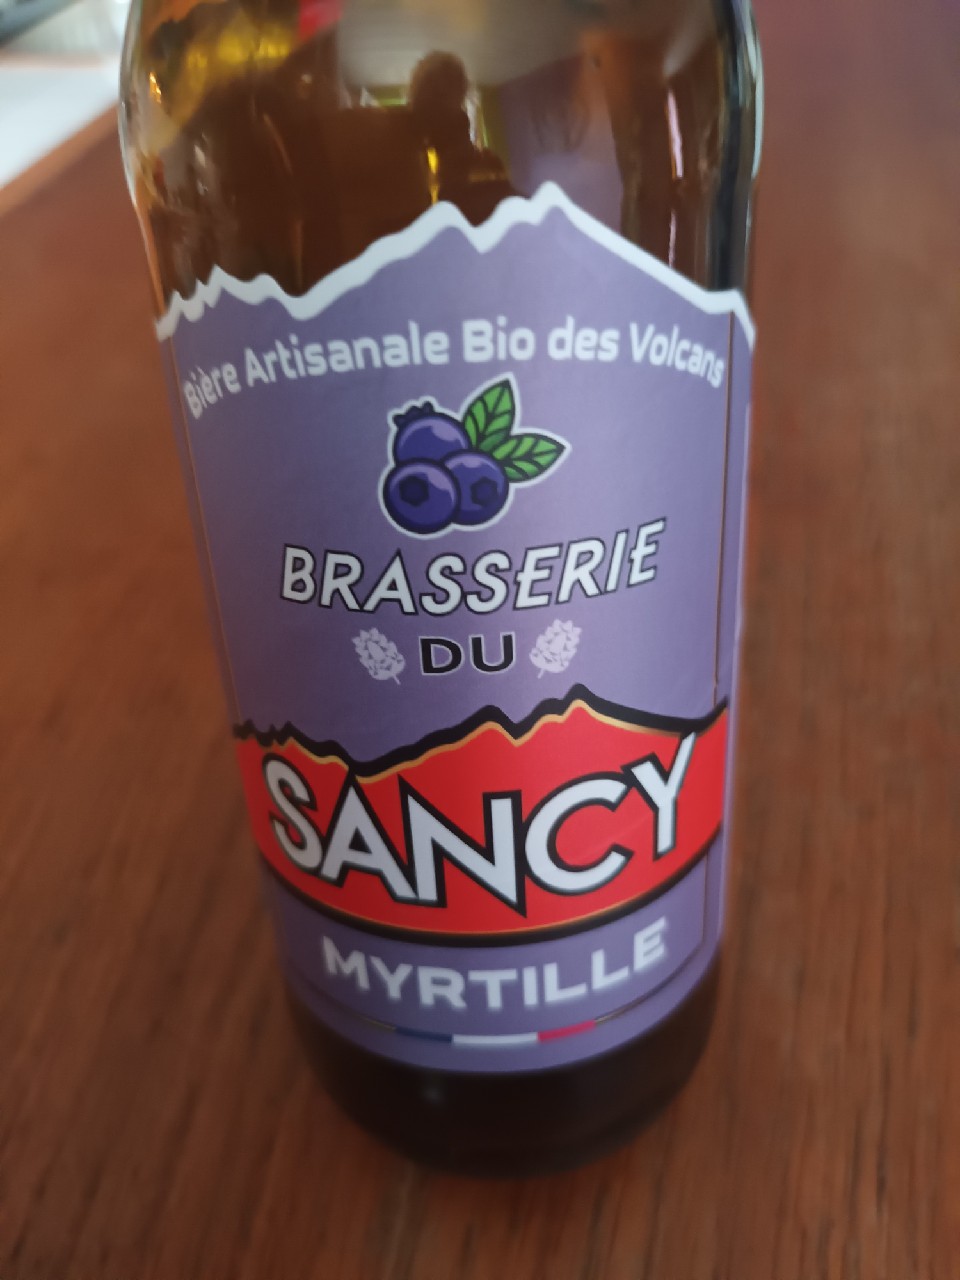 Bière Artisanale Bio des Volcans
BRASSERIE
DU
SANCY
MYRTILLE